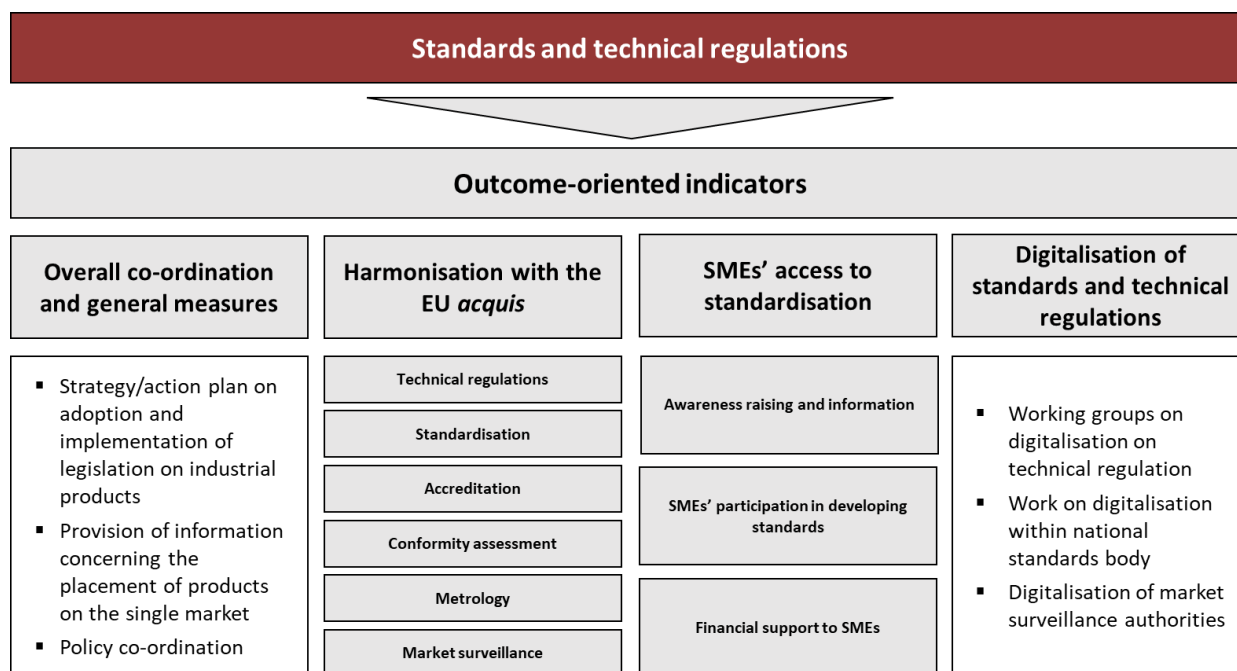 Standards and technical regulations
Outcome-oriented indicators
Overall co-ordination
and general measures
▪ Strategy/action plan on
adoption and
implementation of
legislation on industrial
products
▪ Provision of information
concerning the
placement of products
on the single market
▪ Policy co-ordination
Harmonisation with the
EU acquis
Technical regulations
Standardisation
Accreditation
Conformity assessment
Metrology
Market surveillance
SMEs’ access to
standardisation
Awareness raising and information
SMEs’ participation in developing
standards
Financial support to SMEs
Digitalisation of
standards and technical
regulations
▪ Working groups on
digitalisation on
technical regulation
▪ Work on digitalisation
within national
standards body
▪ Digitalisation of market
surveillance authorities